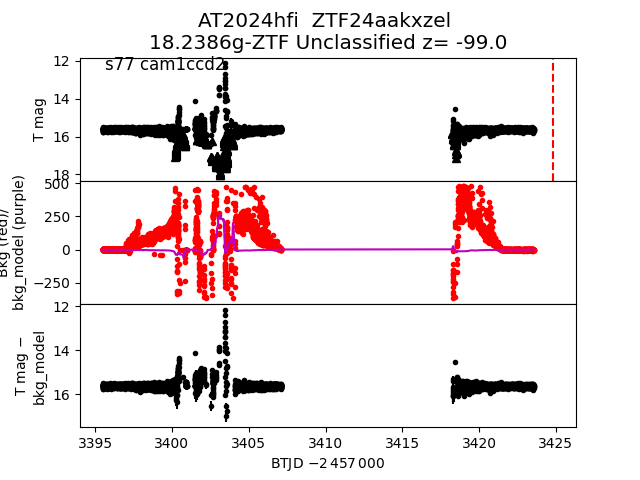 AT2024hfi  ZTF24aakxzel
18.2386g-ZTF Unclassified z= -99.0
s77 cam1ccd2
12
14
16
18
T mag
500
250
0
−250
Bkg (red)/
bkg_model (purple)
12
14
16
T mag −
bkg_model
3395
3400
3405
3410
3415
3420
3425
BTJD −2 457 000